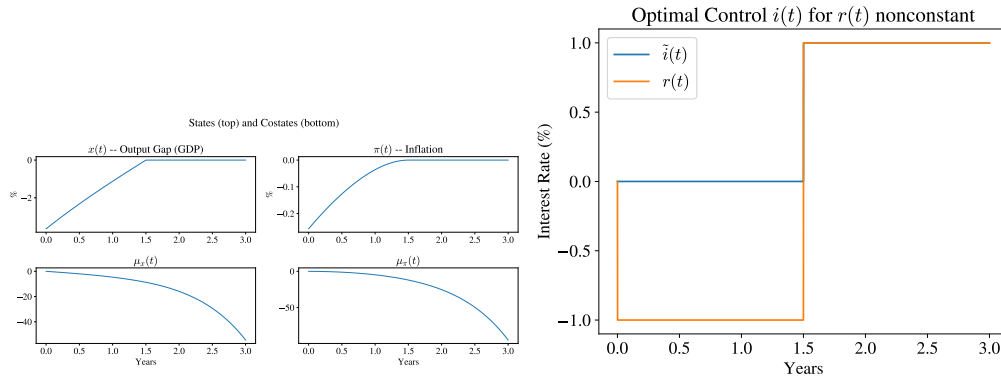 States (top) and Costates (bottom)
x(t) -- Output Gap (GDP)
%
0
−2
0.0 0.5 1.0 1.5 2.0 2.5 3.0
π(t) -- Inflation
%
0.0
−0.1
−0.2
0.0 0.5 1.0 1.5 2.0 2.5 3.0
μₓ(t)
0
−20
−40
0.0 0.5 1.0 1.5 2.0 2.5 3.0
Years
μ_π(t)
0
−50
0.0 0.5 1.0 1.5 2.0 2.5 3.0
Years
Optimal Control i(t) for r(t) nonconstant
ĩ(t)
r(t)
Interest Rate (%)
1.0
0.5
0.0
−0.5
−1.0
0.0 0.5 1.0 1.5 2.0 2.5 3.0
Years